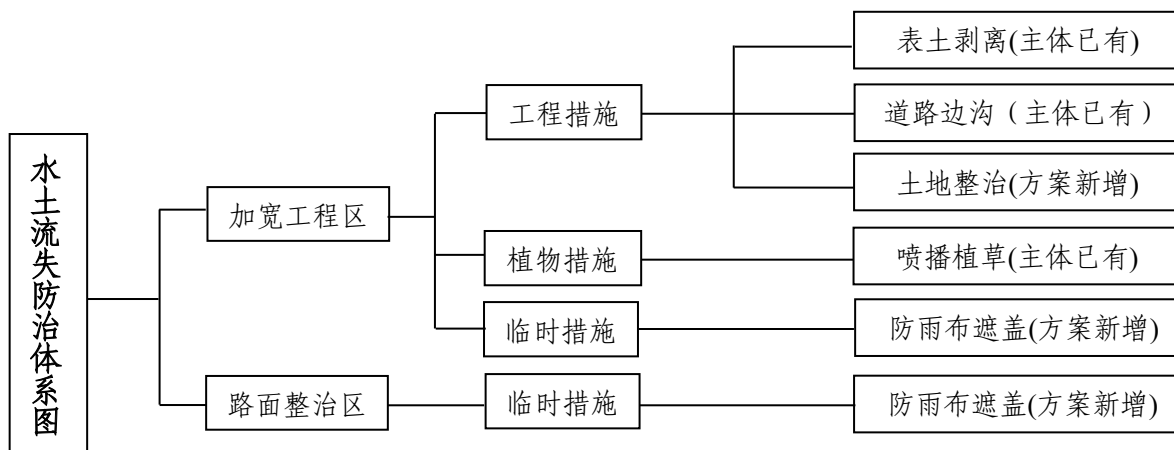 水土流失防治体系图
加宽工程区
工程措施
表土剥离(主体已有)
道路边沟（主体已有）
土地整治(方案新增)
植物措施
喷播植草(主体已有)
临时措施
防雨布遮盖(方案新增)
路面整治区
临时措施
防雨布遮盖(方案新增)